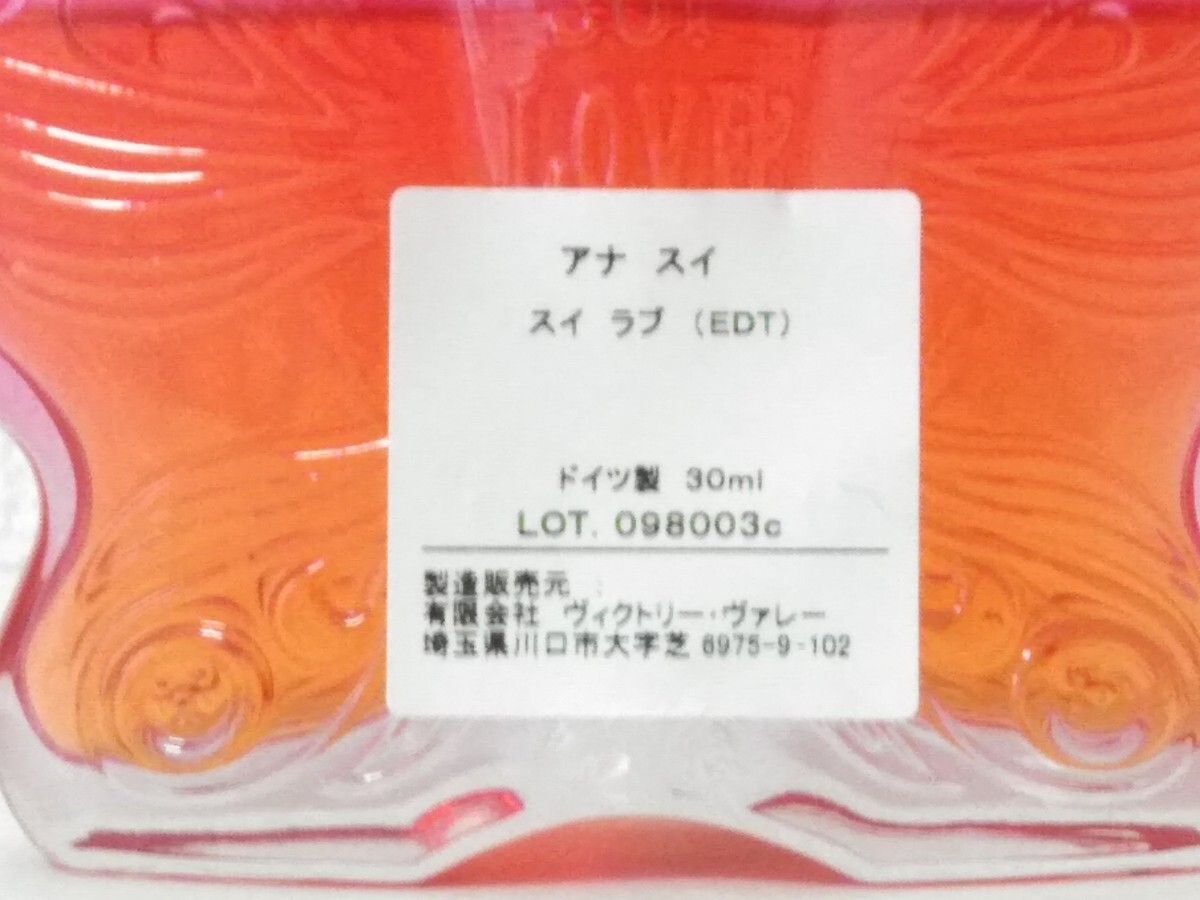 SUI
LOVE
アナ スイ
スイ ラブ (EDT)
ドイツ製 30ml
LOT. 098003c
製造販売元 :
有限会社 ヴィクトリー・ヴァレー
埼玉県川口市大字芝 6975-9-102